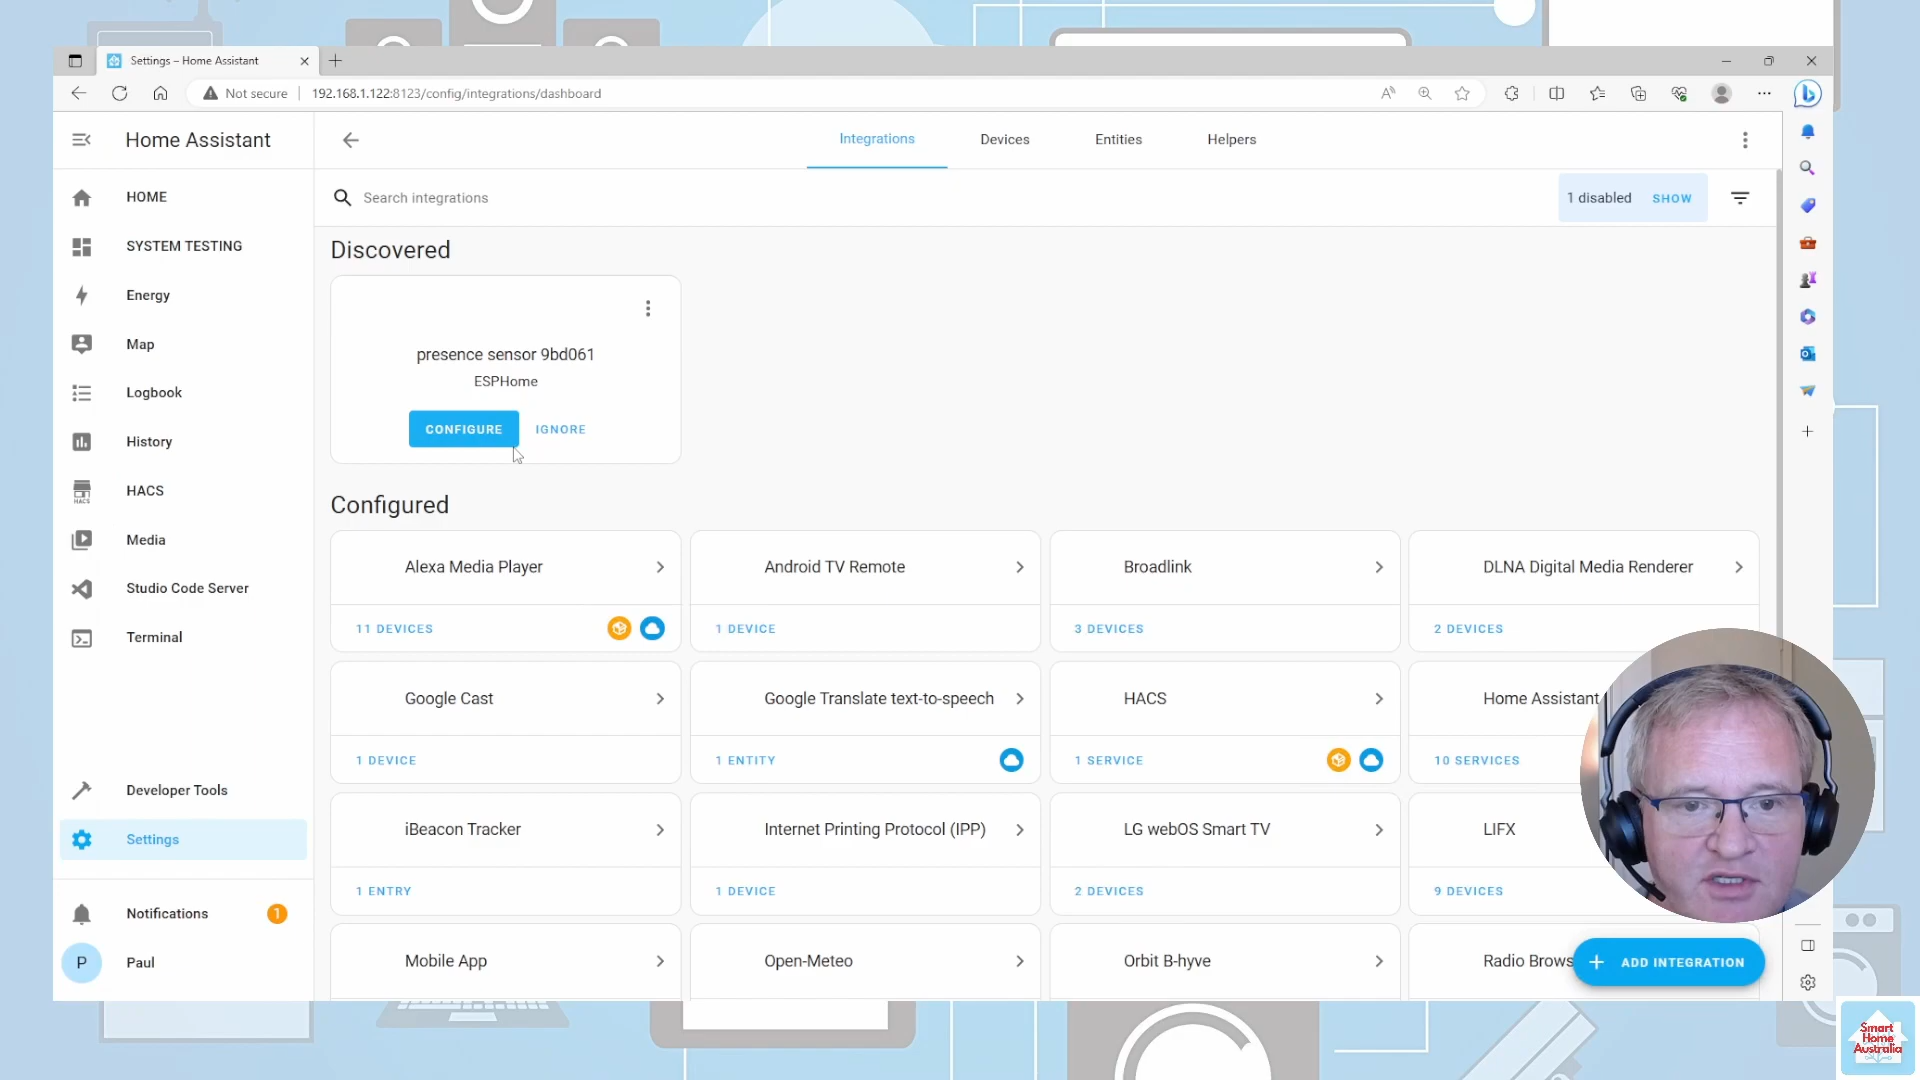 Settings – Home Assistant
Not secure
192.168.1.122:8123/config/integrations/dashboard
Home Assistant
Integrations
Devices
Entities
Helpers
HOME
SYSTEM TESTING
Energy
Map
Logbook
History
HACS
HACS
Media
Studio Code Server
Terminal
Developer Tools
Settings
Notifications
1
P
Paul
Search integrations
1 disabled
SHOW
Discovered
presence sensor 9bd061
ESPHome
CONFIGURE
IGNORE
Configured
Alexa Media Player
11 DEVICES
Android TV Remote
1 DEVICE
Broadlink
3 DEVICES
DLNA Digital Media Renderer
2 DEVICES
Google Cast
1 DEVICE
Google Translate text-to-speech
1 ENTITY
HACS
1 SERVICE
Home Assistant
10 SERVICES
iBeacon Tracker
1 ENTRY
Internet Printing Protocol (IPP)
1 DEVICE
LG webOS Smart TV
2 DEVICES
LIFX
9 DEVICES
Mobile App
Open-Meteo
Orbit B-hyve
Radio Brows
ADD INTEGRATION
Smart
Home
Australia